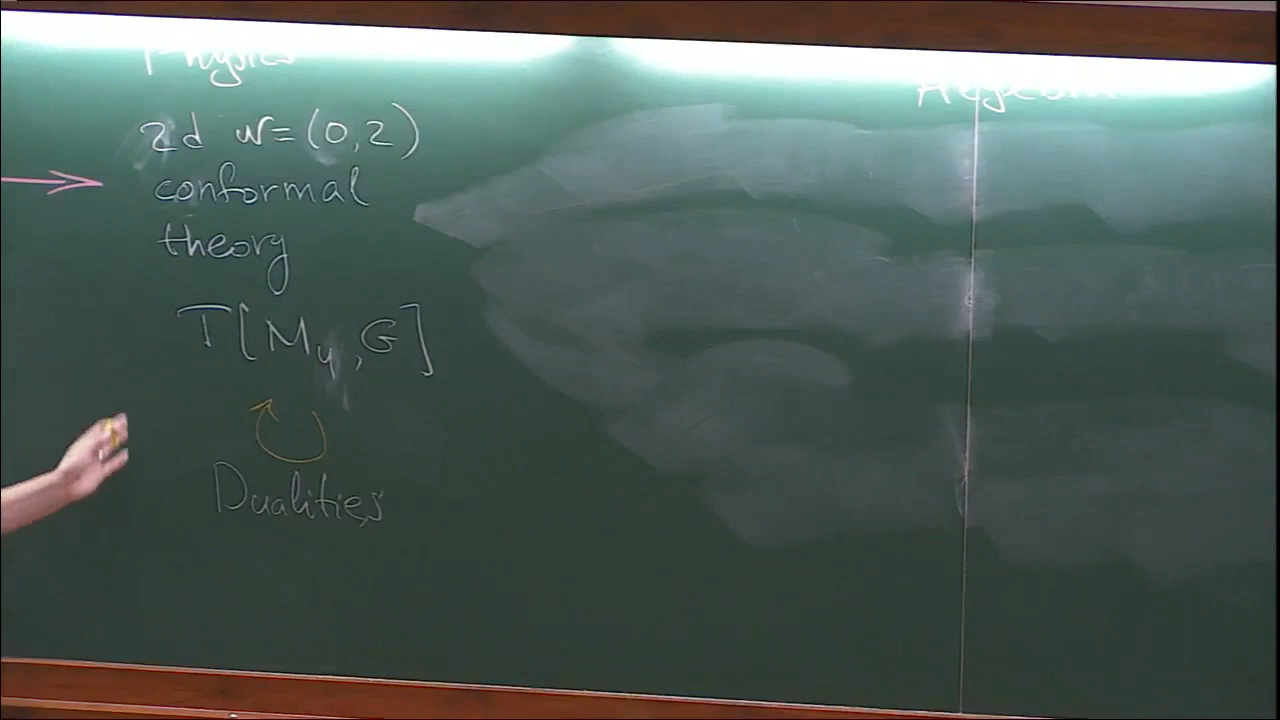 Physics
Algebra
2d N=(0,2)
conformal
theory
T[M₄,G]
Dualities